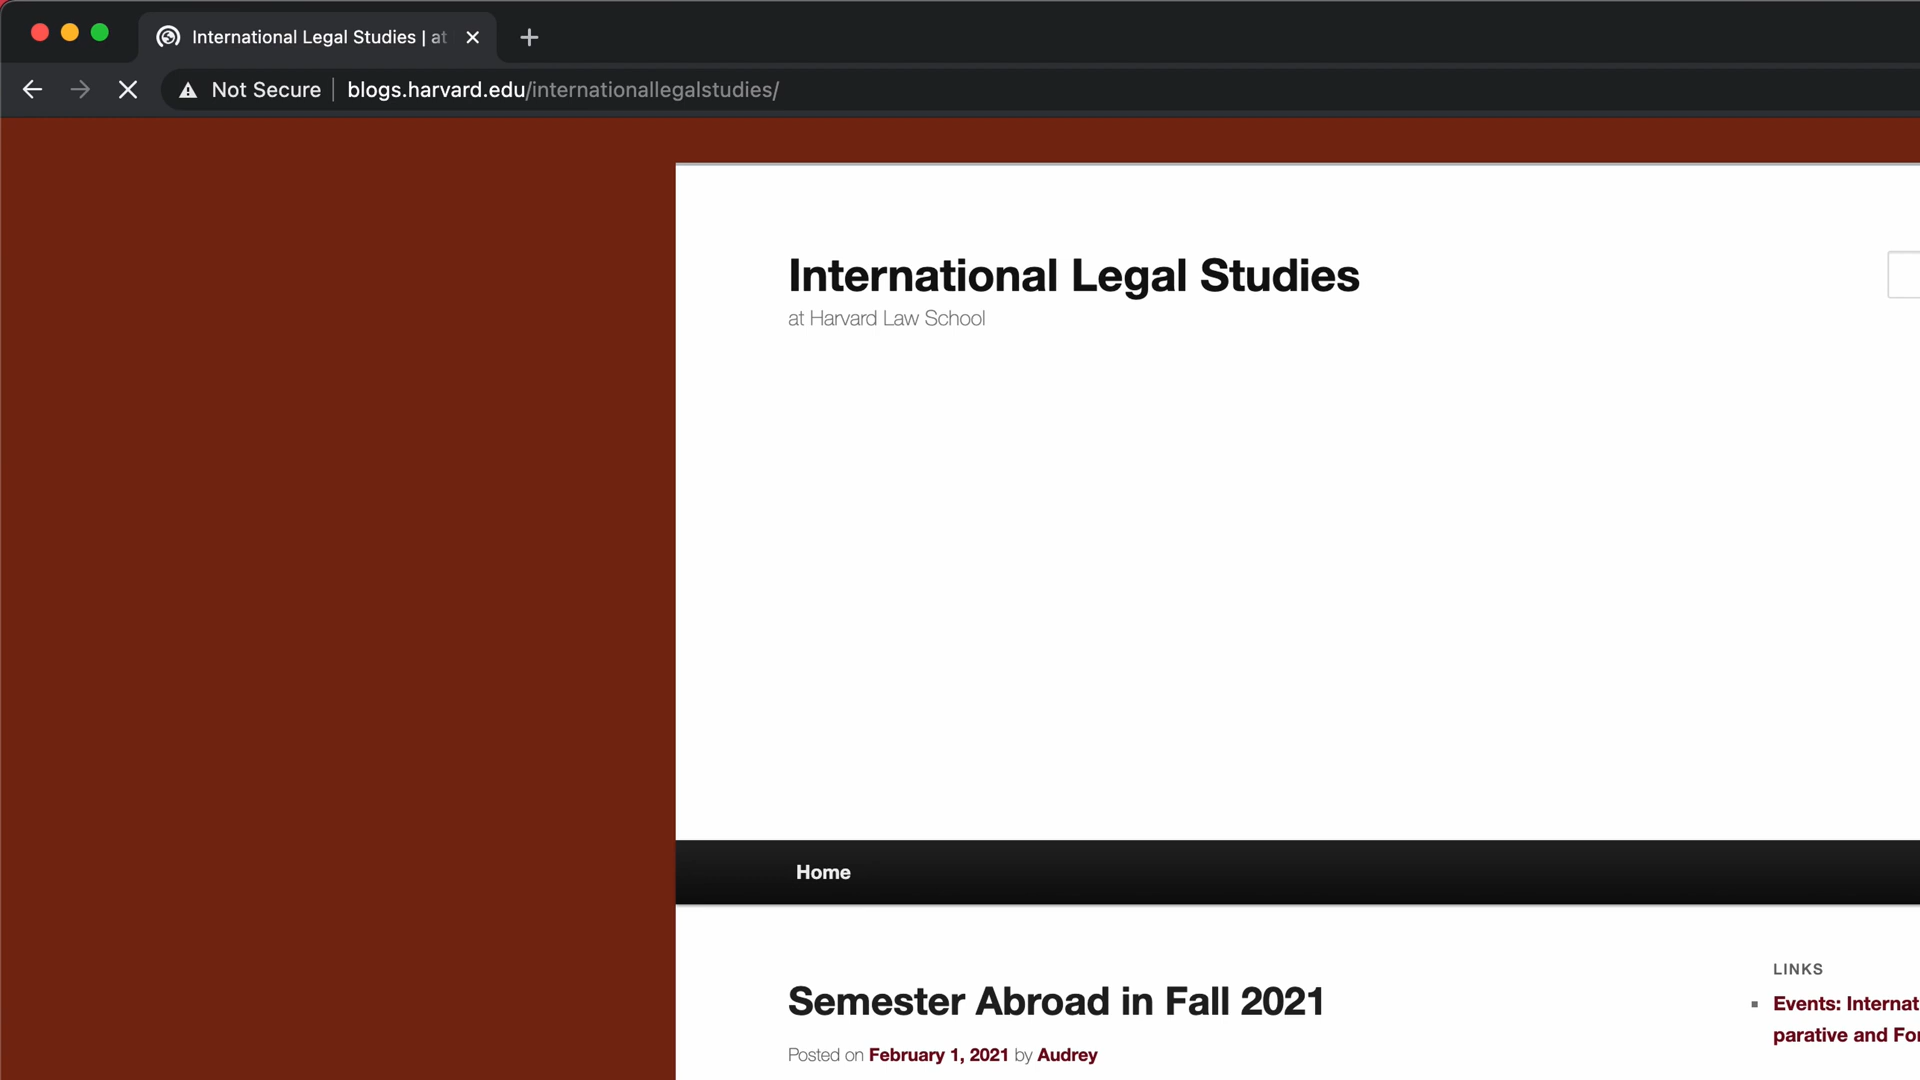 International Legal Studies | at
Not Secure | blogs.harvard.edu/internationallegalstudies/
International Legal Studies
at Harvard Law School
Home
Semester Abroad in Fall 2021
Posted on February 1, 2021 by Audrey
LINKS
Events: Internat
parative and For